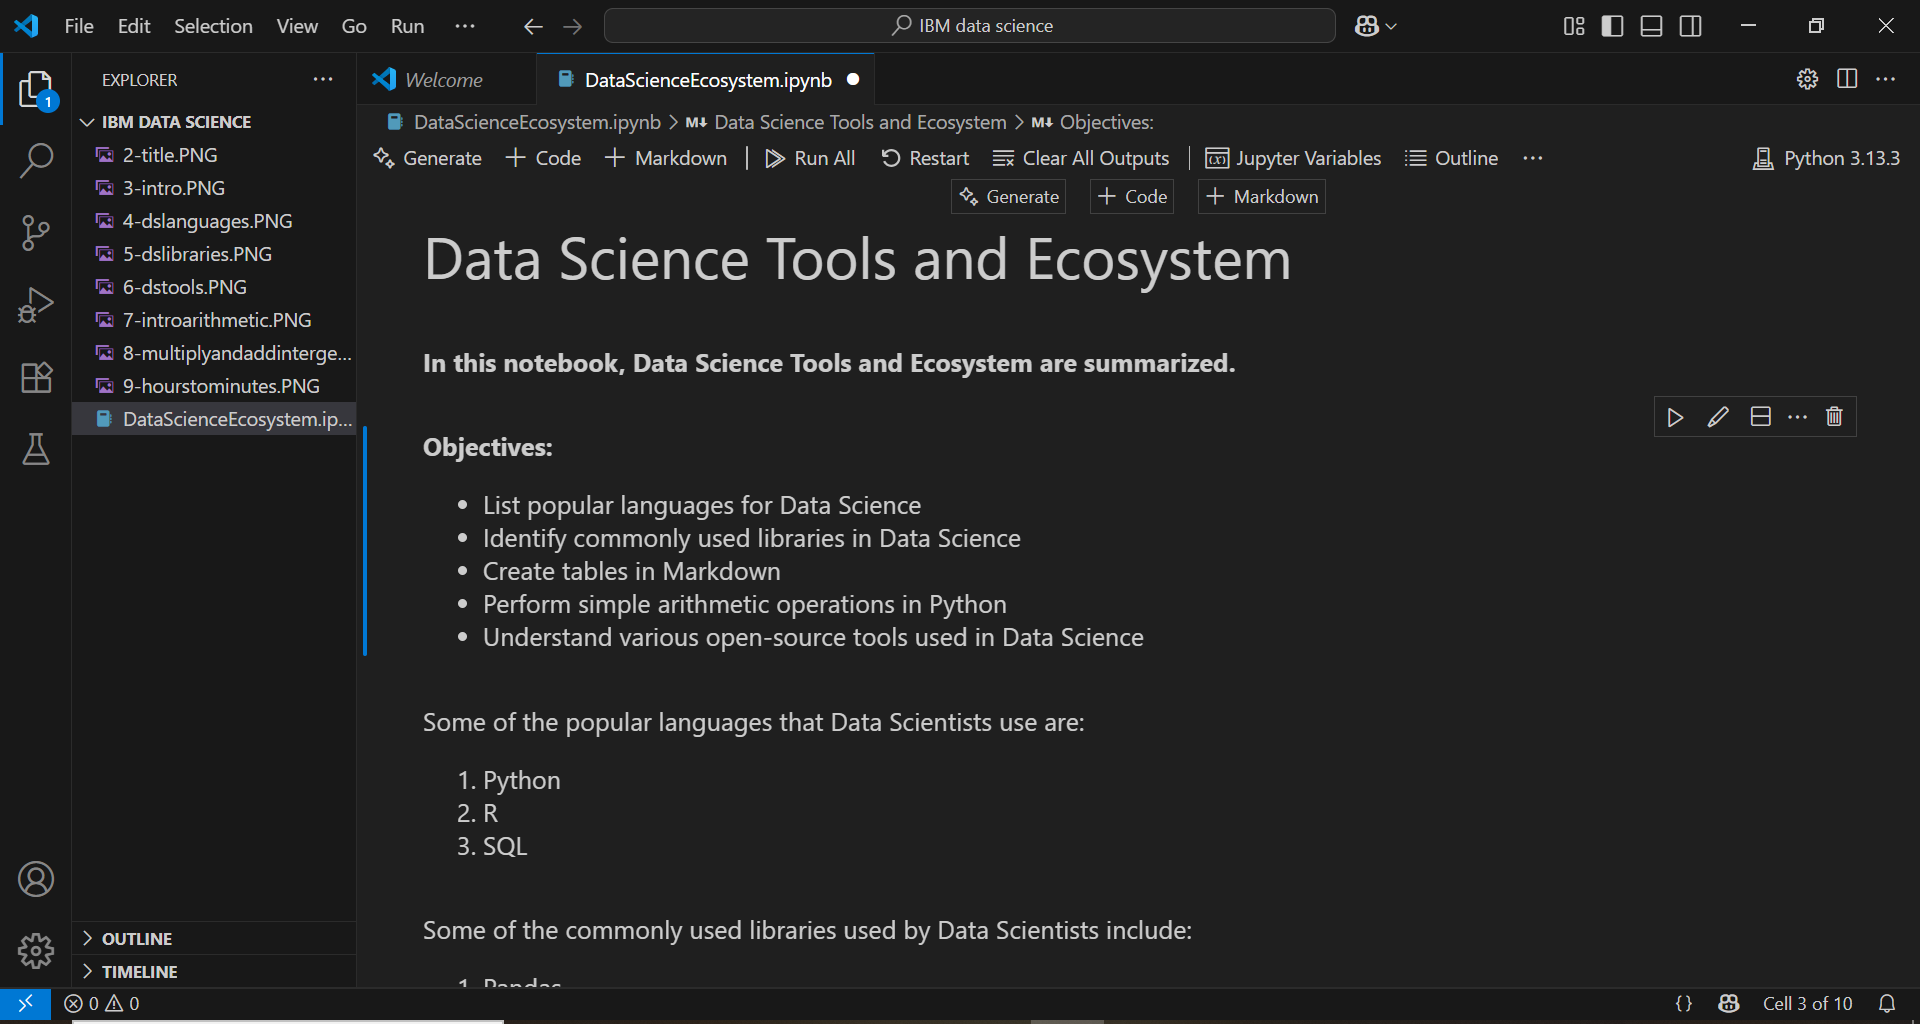 File Edit Selection View Go Run ··· IBM data science
EXPLORER ···
1
IBM DATA SCIENCE
2-title.PNG
3-intro.PNG
4-dslanguages.PNG
5-dslibraries.PNG
6-dstools.PNG
7-introarithmetic.PNG
8-multiplyandaddinterge...
9-hourstominutes.PNG
DataScienceEcosystem.ip...
OUTLINE
TIMELINE
Welcome DataScienceEcosystem.ipynb
DataScienceEcosystem.ipynb > M↓ Data Science Tools and Ecosystem > M↓ Objectives:
Generate + Code + Markdown | Run All Restart Clear All Outputs | Jupyter Variables Outline ··· Python 3.13.3
Generate + Code + Markdown
Data Science Tools and Ecosystem
In this notebook, Data Science Tools and Ecosystem are summarized.
Objectives:
• List popular languages for Data Science
• Identify commonly used libraries in Data Science
• Create tables in Markdown
• Perform simple arithmetic operations in Python
• Understand various open-source tools used in Data Science
Some of the popular languages that Data Scientists use are:
1. Python
2. R
3. SQL
Some of the commonly used libraries used by Data Scientists include:
1. Pandas
0 0 {} Cell 3 of 10